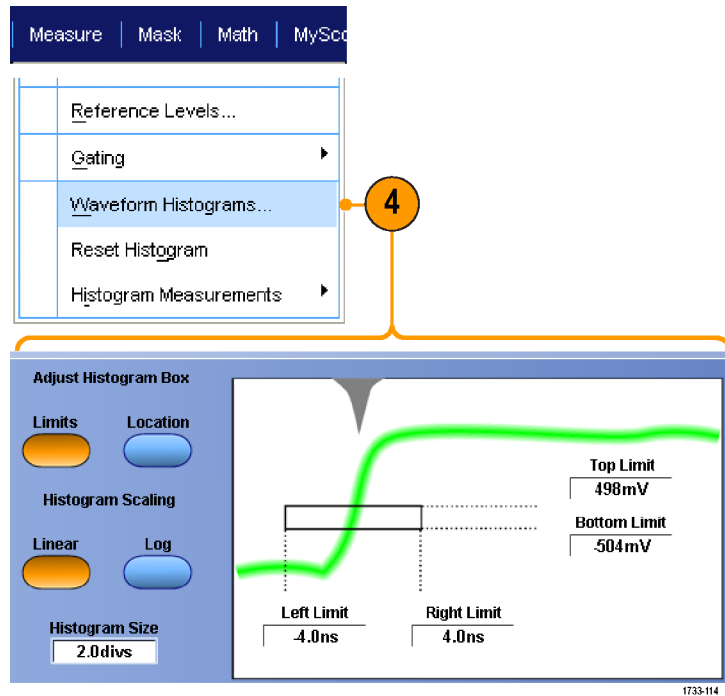 Measure Mask Math MySco
Reference Levels...
Gating
Waveform Histograms...
4
Reset Histogram
Histogram Measurements
Adjust Histogram Box
Limits Location
Histogram Scaling
Linear Log
Histogram Size
2.0divs
Top Limit
498mV
Bottom Limit
-504mV
Left Limit Right Limit
-4.0ns 4.0ns
1733-114